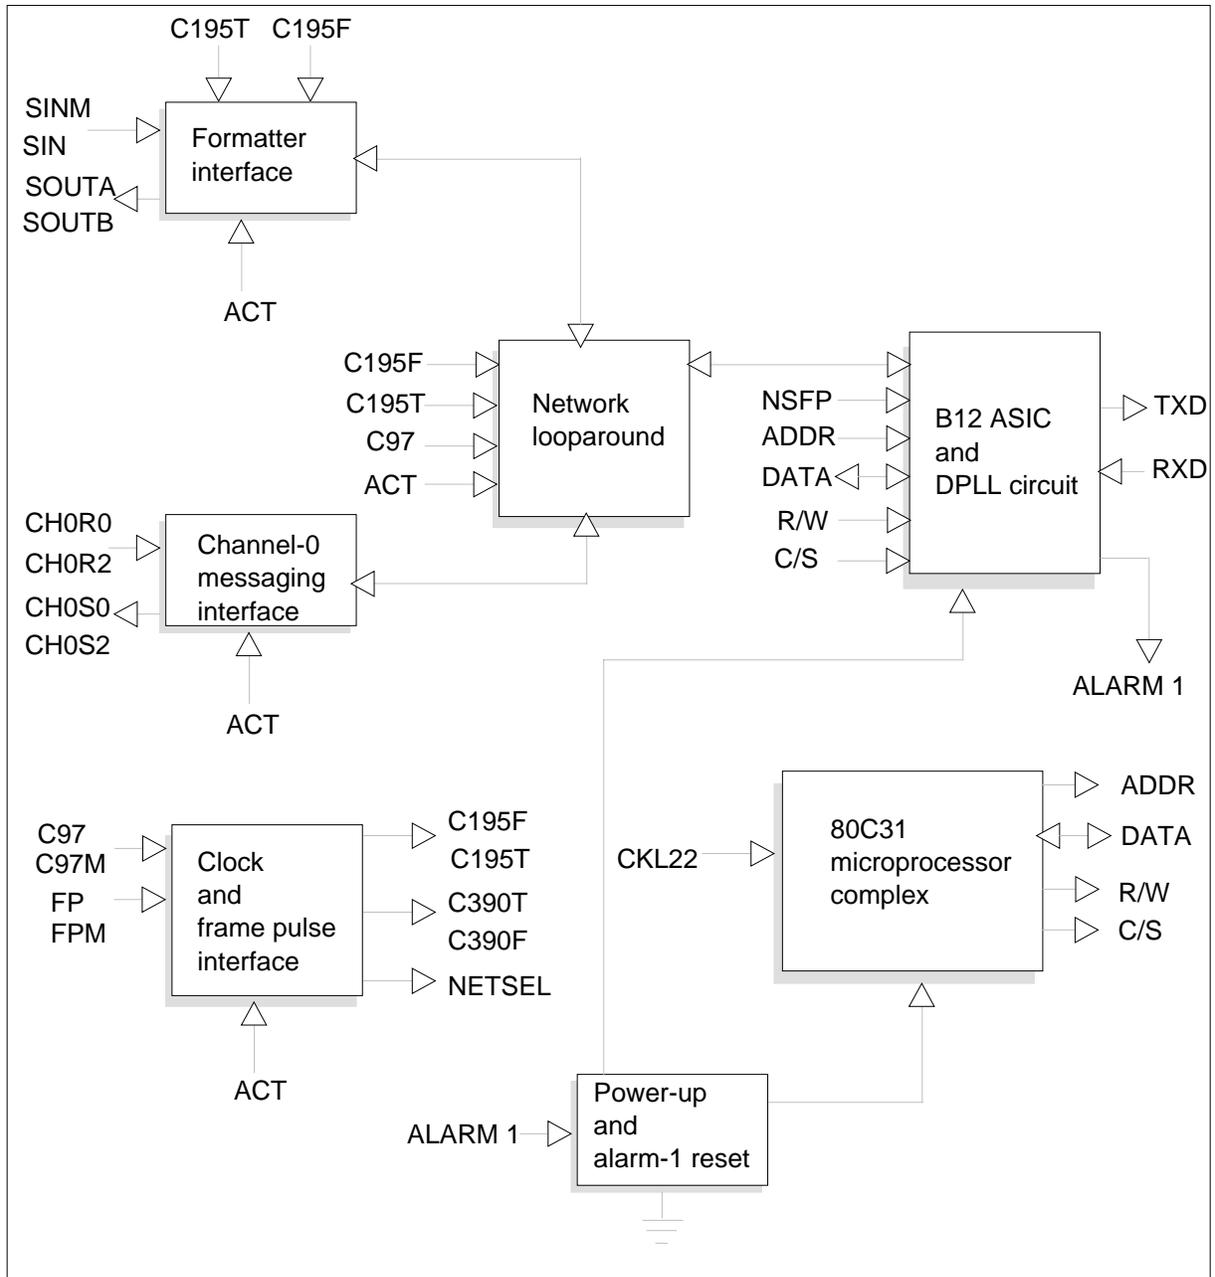 C195T C195F
SINM
SIN
SOUTA
SOUTB
Formatter
interface
ACT
C195F
C195T
C97
ACT
Network
looparound
NSFP
ADDR
DATA
R/W
C/S
B12 ASIC
and
DPLL circuit
TXD
RXD
ALARM 1
CH0R0
CH0R2
CH0S0
CH0S2
Channel-0
messaging
interface
ACT
C97
C97M
FP
FPM
Clock
and
frame pulse
interface
C195F
C195T
C390T
C390F
NETSEL
ACT
CKL22
80C31
microprocessor
complex
ADDR
DATA
R/W
C/S
ALARM 1
Power-up
and
alarm-1 reset